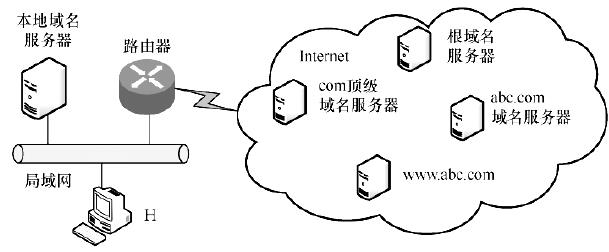 本地域名
服务器
路由器
Internet
根域名
服务器
com顶级
域名服务器
abc.com
域名服务器
www.abc.com
局域网
H